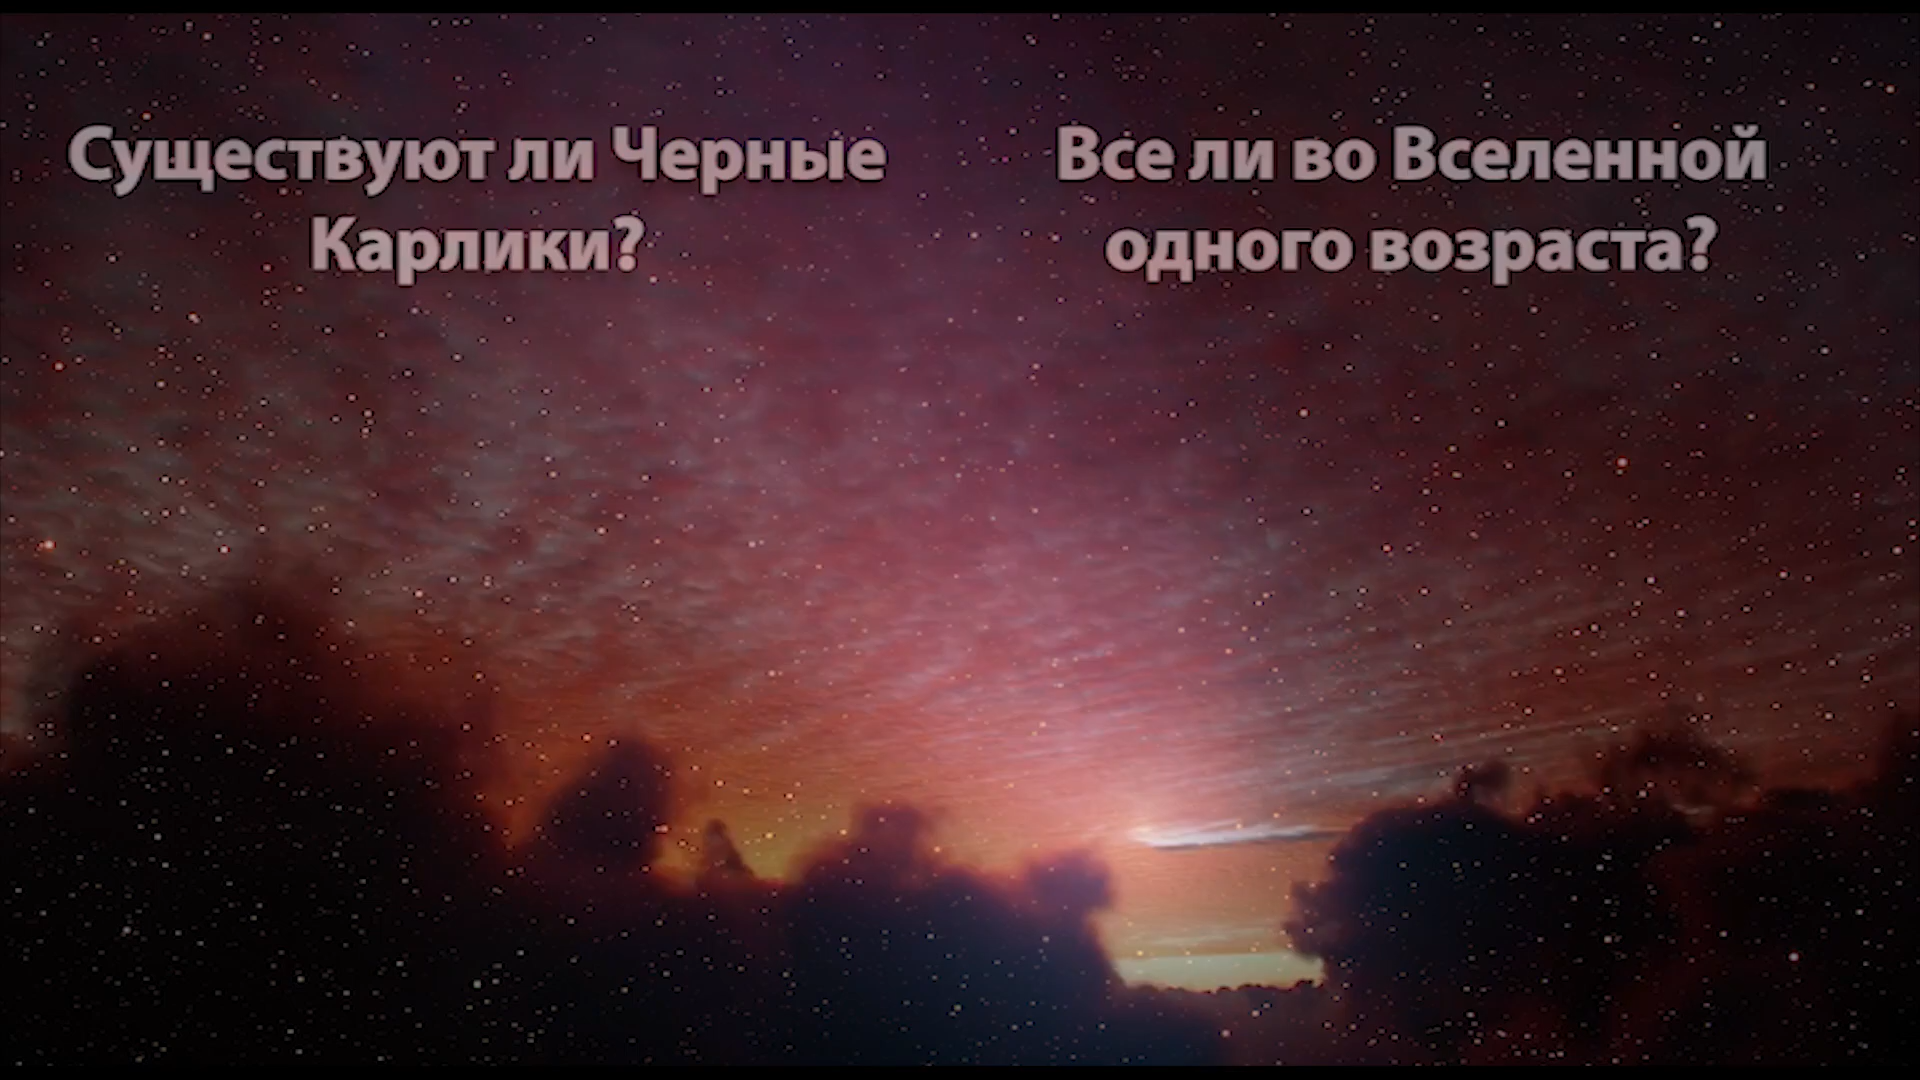 Существуют ли Черные
Карлики?
Все ли во Вселенной
одного возраста?